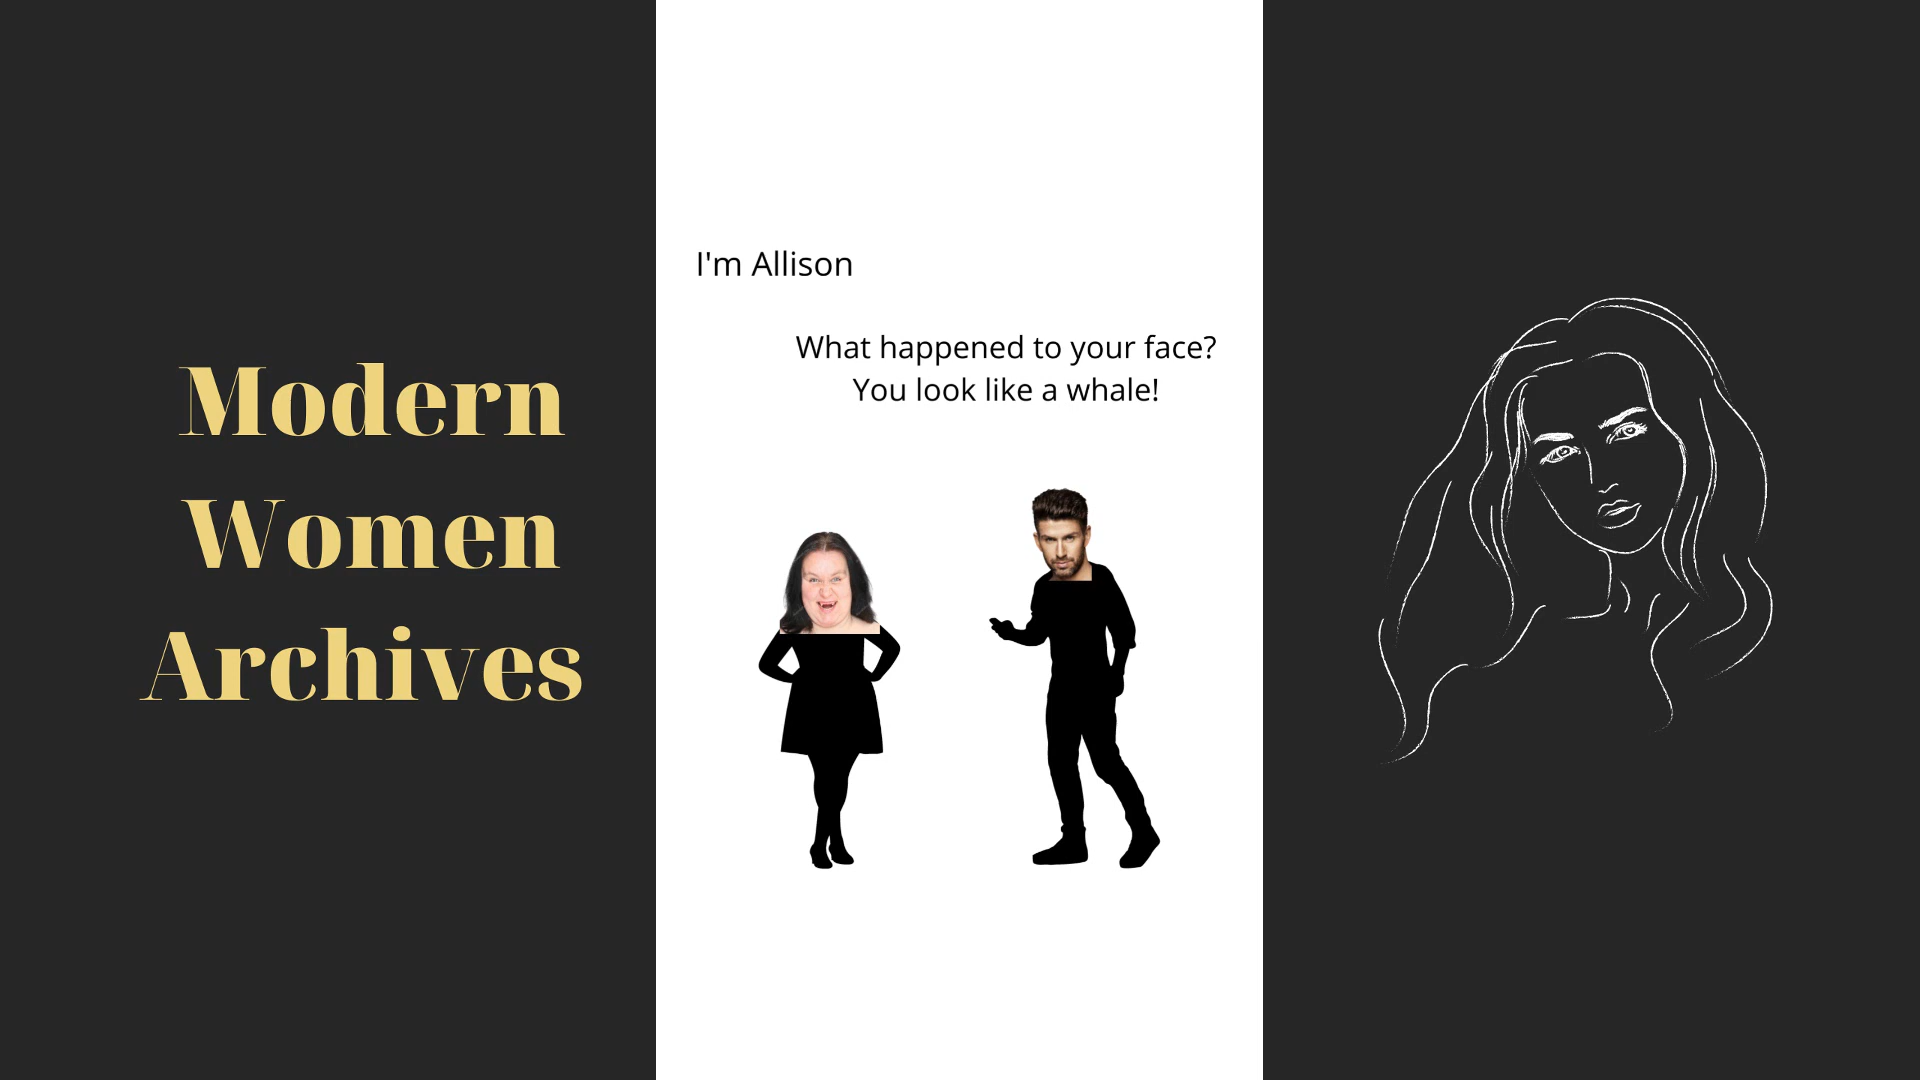 Modern
Women
Archives
I'm Allison
What happened to your face?
You look like a whale!